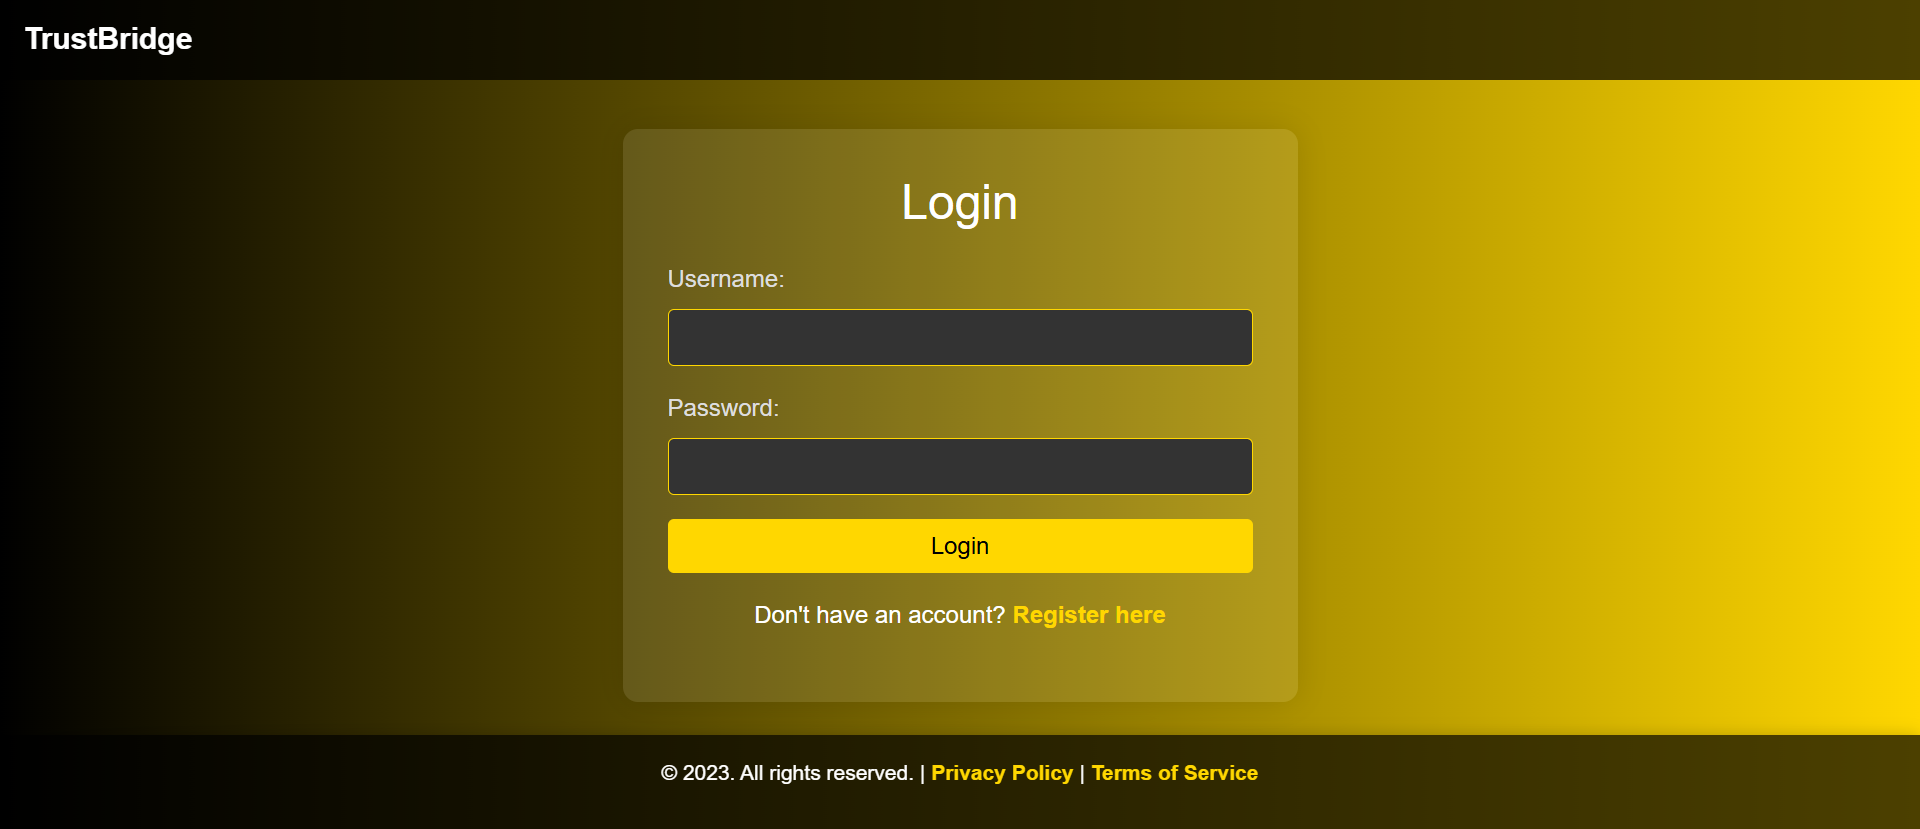 TrustBridge
Login
Username:
Password:
Login
Don't have an account? Register here
© 2023. All rights reserved. | Privacy Policy | Terms of Service